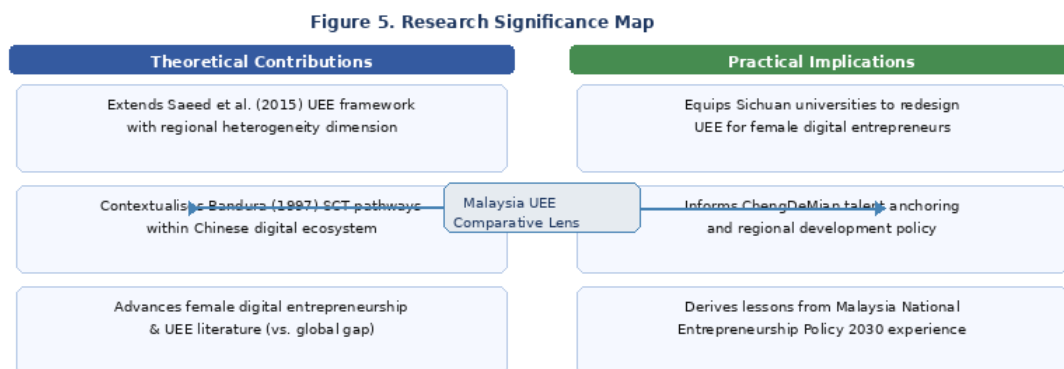 Figure 5. Research Significance Map
Theoretical Contributions
Extends Saeed et al. (2015) UEE framework
with regional heterogeneity dimension
Contextualises Bandura (1997) SCT pathways
within Chinese digital ecosystem
Advances female digital entrepreneurship
& UEE literature (vs. global gap)
Malaysia UEE
Comparative Lens
Practical Implications
Equips Sichuan universities to redesign
UEE for female digital entrepreneurs
Informs ChengDeMian talent anchoring
and regional development policy
Derives lessons from Malaysia National
Entrepreneurship Policy 2030 experience